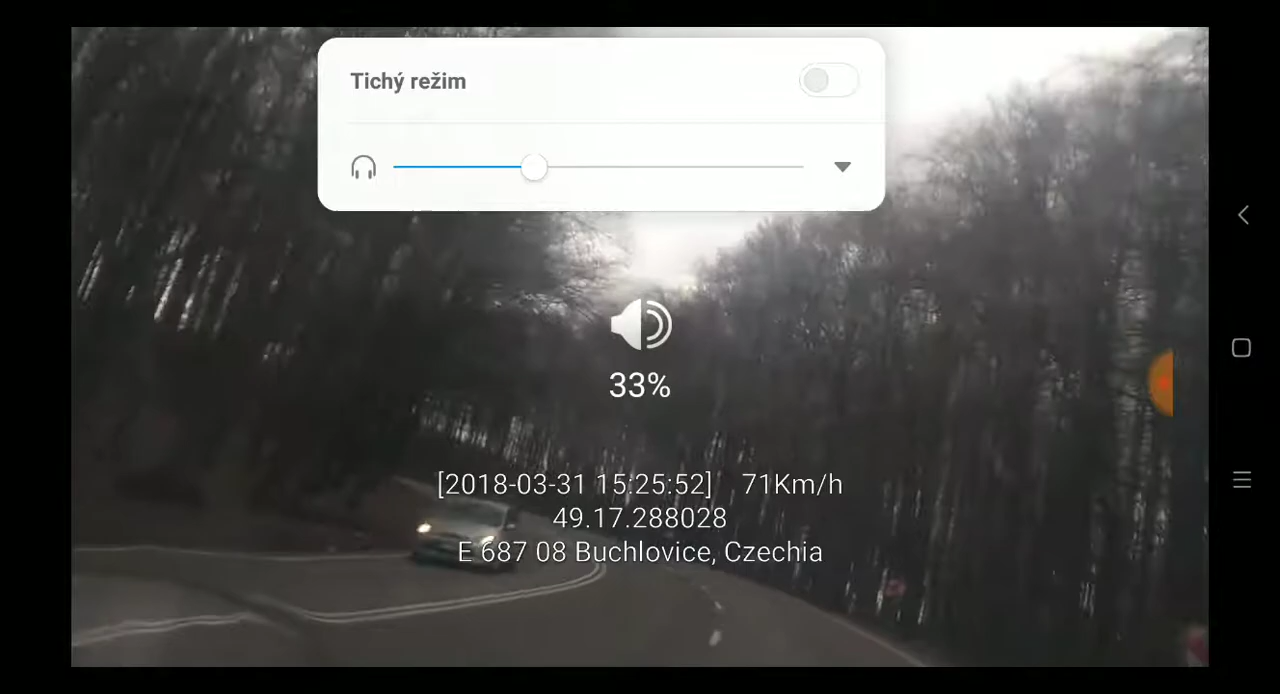 Tichý režim
33%
[2018-03-31 15:25:52] 71Km/h
49.17.288028
E 687 08 Buchlovice, Czechia